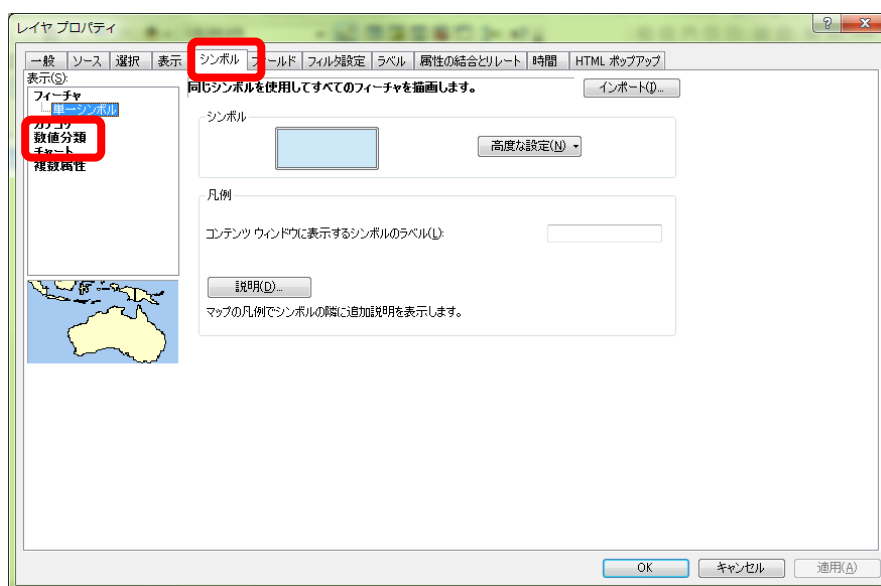 レイヤ プロパティ
一般 ソース 選択 表示 シンボル フィールド フィルタ設定 ラベル 属性の結合とリレート 時間 HTML ポップアップ
表示(S):
フィーチャ
単一シンボル
カテゴリ
数値分類
チャート
複数属性
同じシンボルを使用してすべてのフィーチャを描画します。
インポート(I)...
シンボル
高度な設定(N)
凡例
コンテンツ ウィンドウに表示するシンボルのラベル(L):
説明(D)...
マップの凡例でシンボルの隣に追加説明を表示します。
OK キャンセル 適用(A)